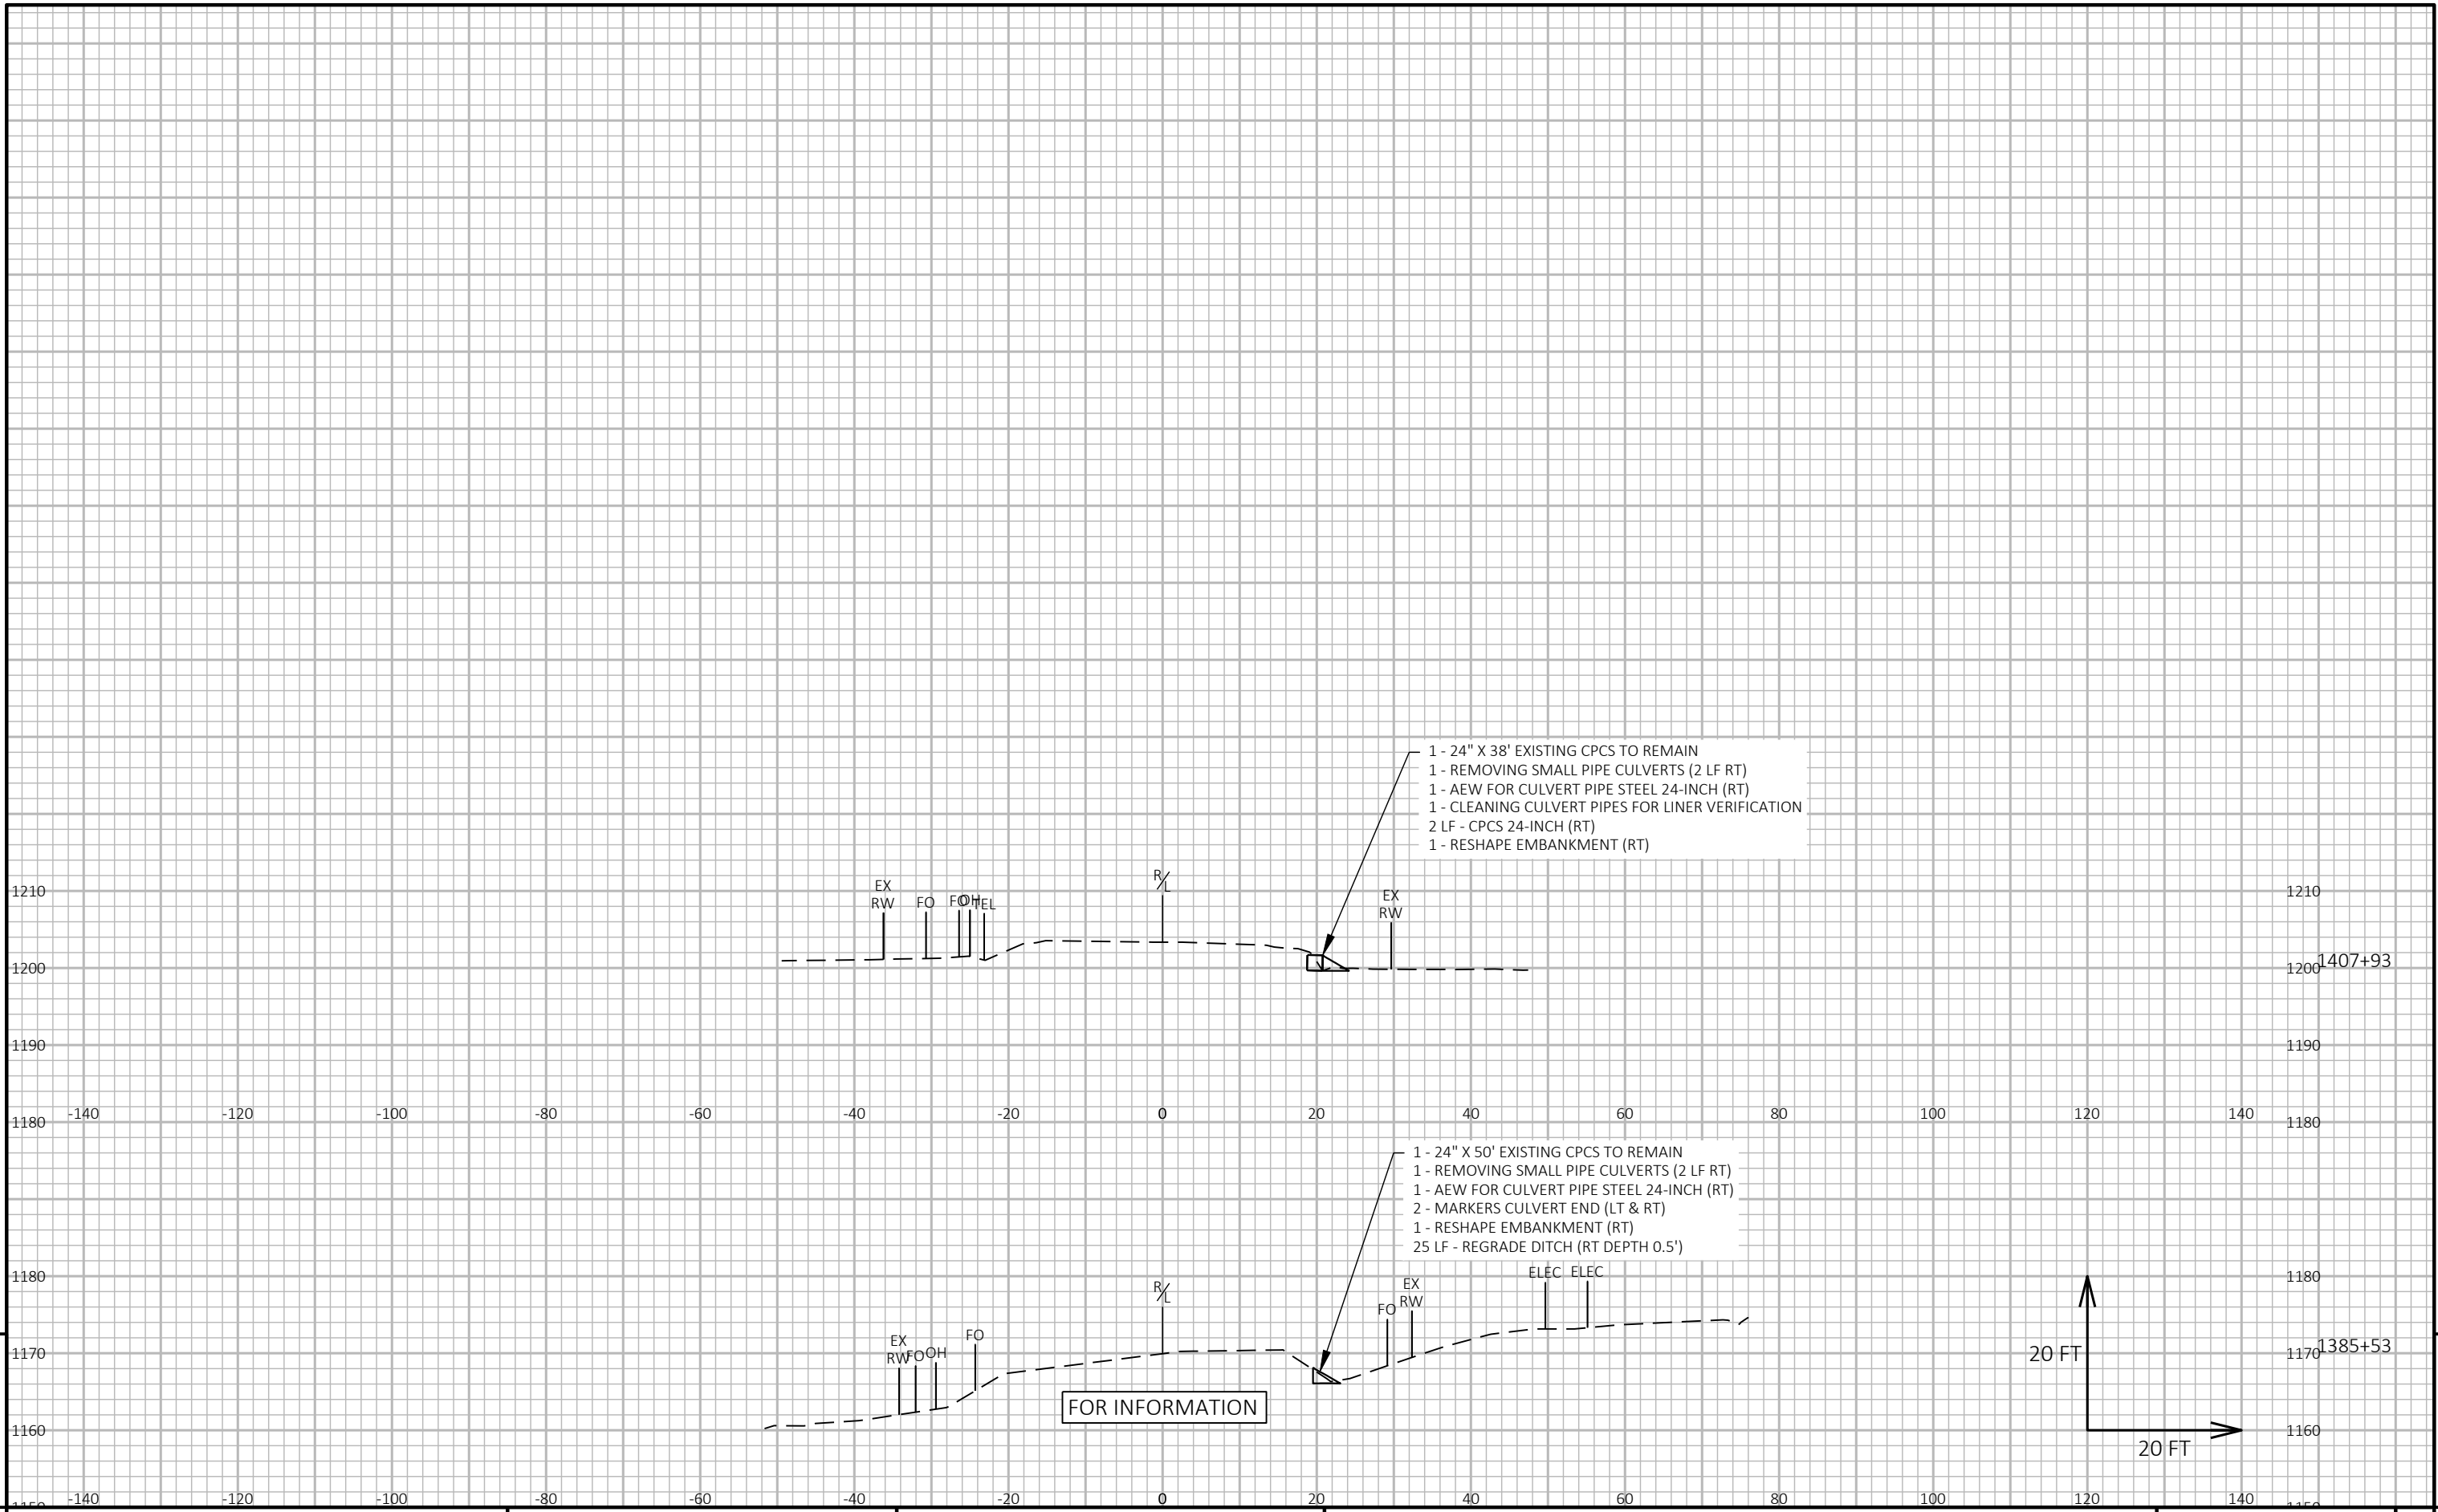 1 - 24" X 38' EXISTING CPCS TO REMAIN
1 - REMOVING SMALL PIPE CULVERTS (2 LF RT)
1 - AEW FOR CULVERT PIPE STEEL 24-INCH (RT)
1 - CLEANING CULVERT PIPES FOR LINER VERIFICATION
2 LF - CPCS 24-INCH (RT)
1 - RESHAPE EMBANKMENT (RT)
R/L
EX
RW
FO
FO
OH
TEL
EX
RW
1210
1210
1200
1200
1407+93
1190
1190
-140 -120 -100 -80 -60 -40 -20 0 20 40 60 80 100 120 140
1180
1180
1 - 24" X 50' EXISTING CPCS TO REMAIN
1 - REMOVING SMALL PIPE CULVERTS (2 LF RT)
1 - AEW FOR CULVERT PIPE STEEL 24-INCH (RT)
2 - MARKERS CULVERT END (LT & RT)
1 - RESHAPE EMBANKMENT (RT)
25 LF - REGRADE DITCH (RT DEPTH 0.5')
1180
1180
ELEC
ELEC
R/L
EX
RW
FO
EX
RW
FO
OH
FO
1170
1170
1385+53
20 FT
FOR INFORMATION
1160
1160
20 FT
-140 -120 -100 -80 -60 -40 -20 0 20 40 60 80 100 120 140
1150
1150